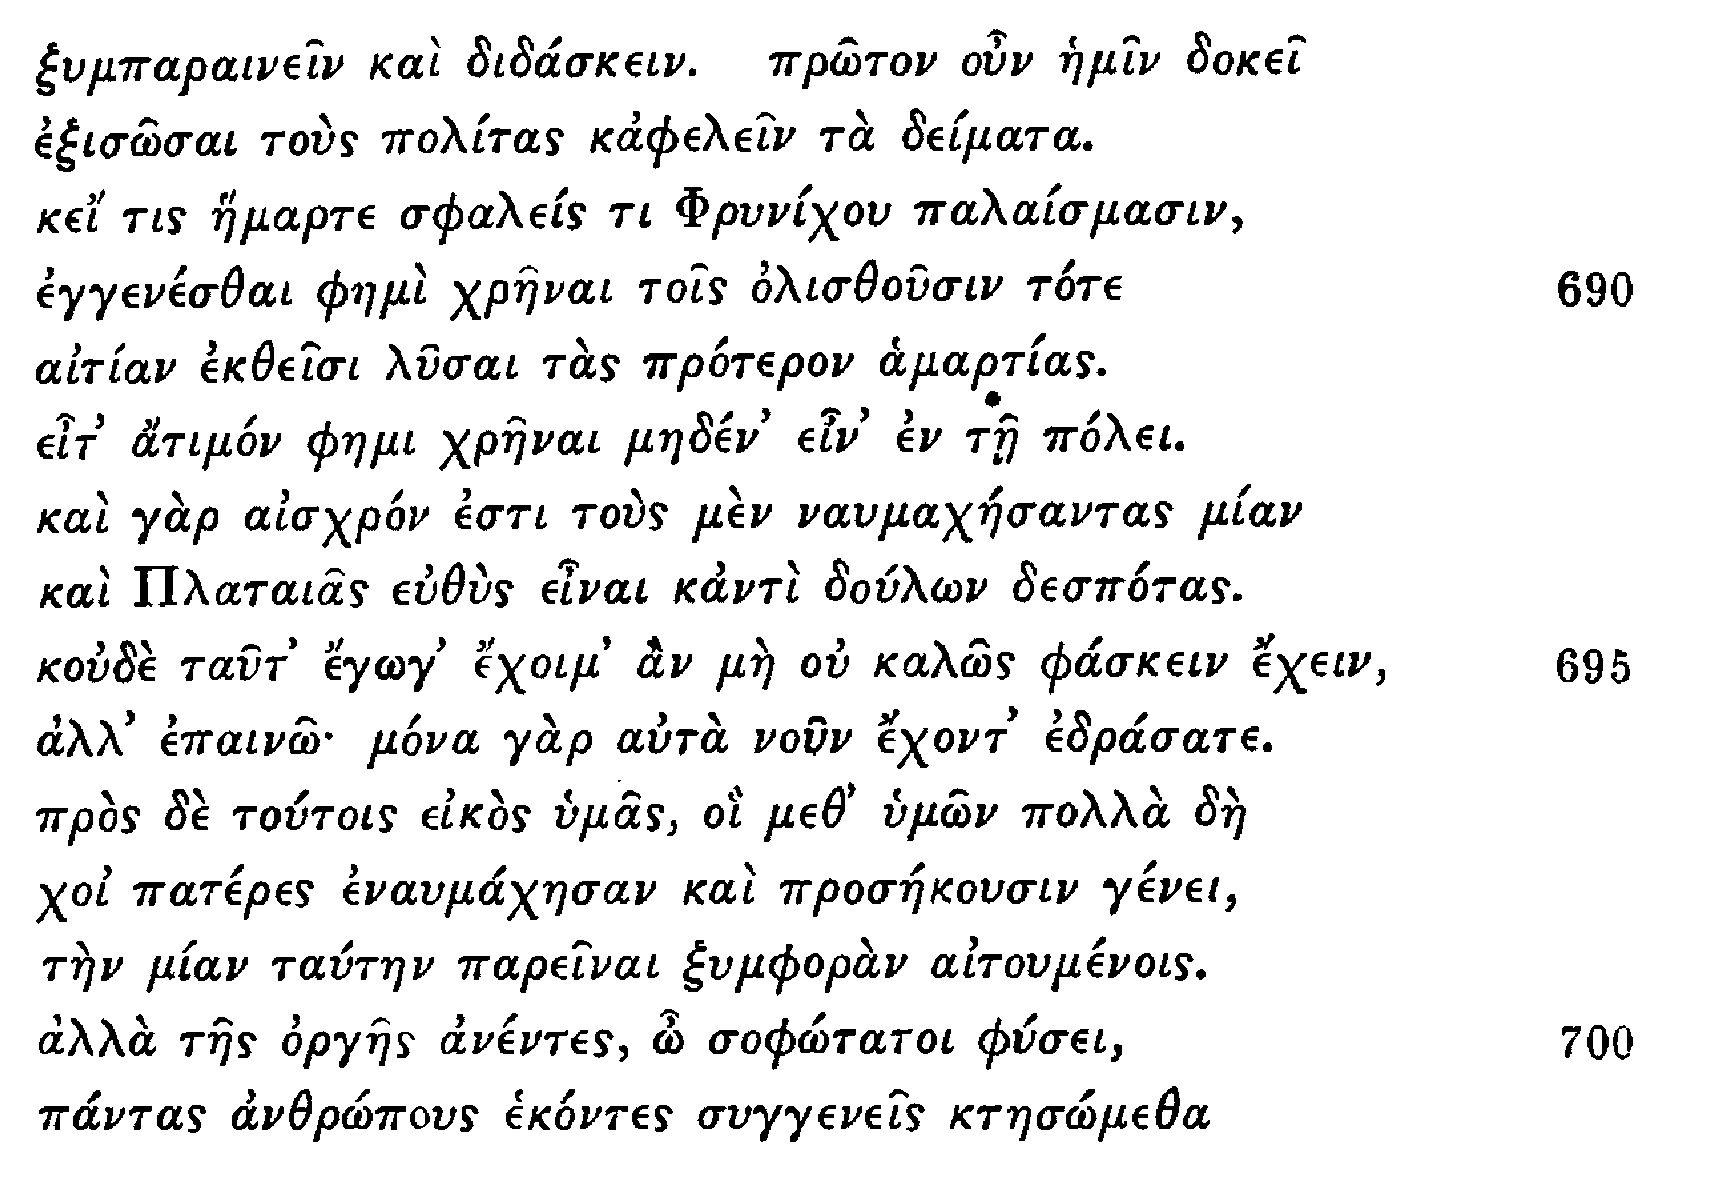 ξυμπαραινεῖν καὶ διδάσκειν. πρῶτον οὖν ἡμῖν δοκεῖ
ἐξισῶσαι τοὺς πολίτας κἀφελεῖν τὰ δείματα.
κεἴ τις ἥμαρτε σφαλείς τι Φρυνίχου παλαίσμασιν,
ἐγγενέσθαι φημὶ χρῆναι τοῖς ὀλισθοῦσιν τότε 690
αἰτίαν ἐκθεῖσι λῦσαι τὰς πρότερον ἁμαρτίας.
εἶτ' ἄτιμόν φημι χρῆναι μηδέν' εἶν' ἐν τῇ πόλει.
καὶ γὰρ αἰσχρόν ἐστι τοὺς μὲν ναυμαχήσαντας μίαν
καὶ Πλαταιᾶς εὐθὺς εἶναι κἀντὶ δούλων δεσπότας.
κοὐδὲ ταῦτ' ἔγωγ' ἔχοιμ' ἂν μὴ οὐ καλῶς φάσκειν ἔχειν, 695
ἀλλ' ἐπαινῶ· μόνα γὰρ αὐτὰ νοῦν ἔχοντ' ἐδράσατε.
πρὸς δὲ τούτοις εἰκὸς ὑμᾶς, οἳ μεθ' ὑμῶν πολλὰ δὴ
χοἰ πατέρες ἐναυμάχησαν καὶ προσήκουσιν γένει,
τὴν μίαν ταύτην παρεῖναι ξυμφορὰν αἰτουμένοις.
ἀλλὰ τῆς ὀργῆς ἀνέντες, ὦ σοφώτατοι φύσει, 700
πάντας ἀνθρώπους ἑκόντες συγγενεῖς κτησώμεθα